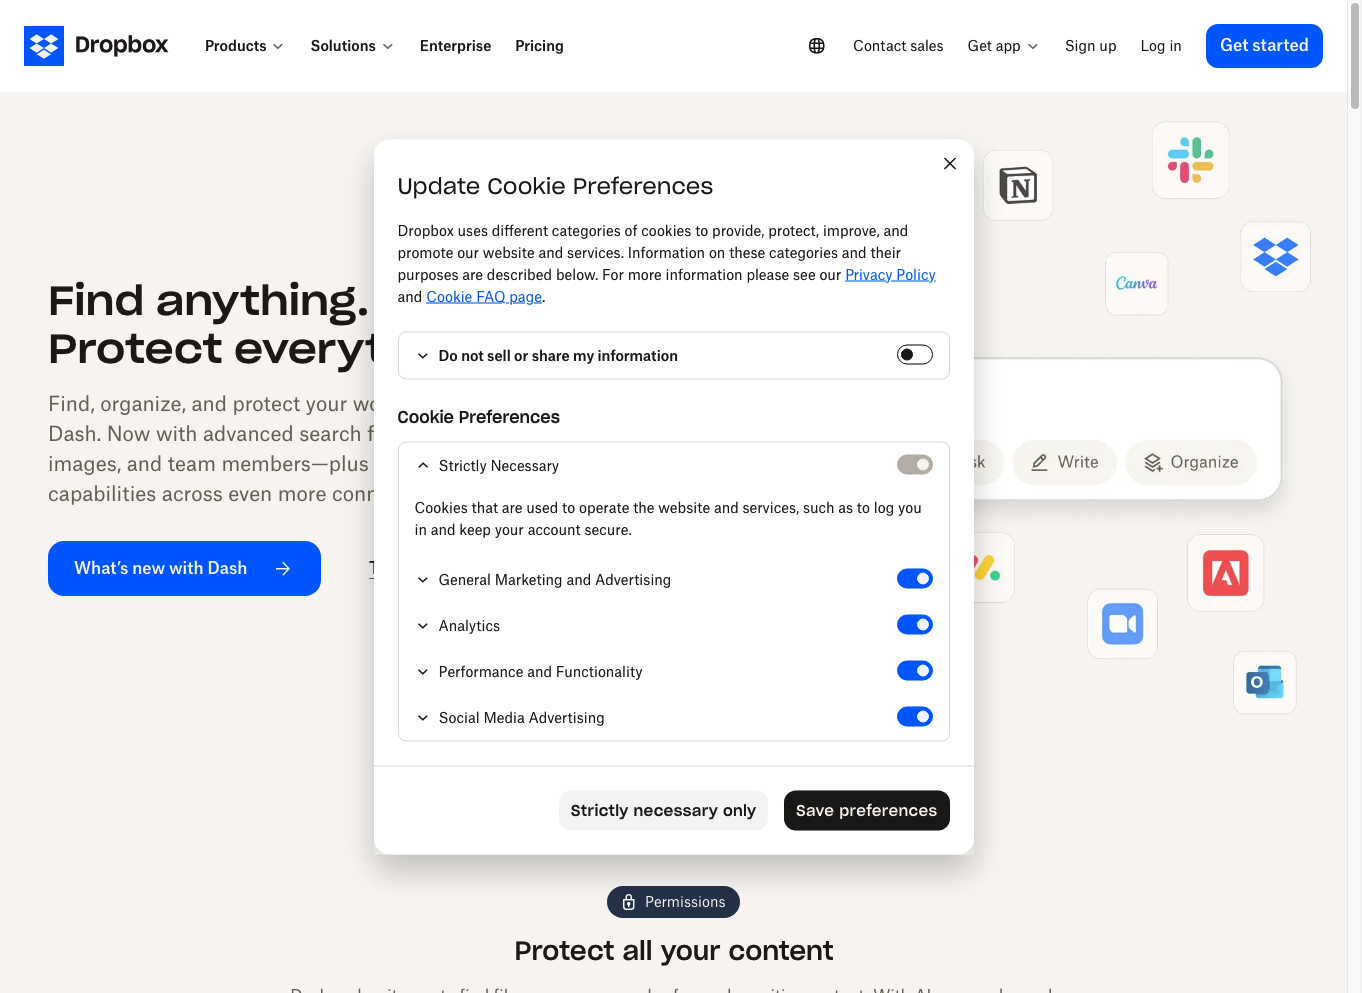 Dropbox
Products
Solutions
Enterprise
Pricing
Contact sales
Get app
Sign up
Log in
Get started
Find anything.
Protect everyt
Find, organize, and protect your wo
Dash. Now with advanced search f
images, and team members—plus
capabilities across even more conn
What's new with Dash
Update Cookie Preferences
Dropbox uses different categories of cookies to provide, protect, improve, and
promote our website and services. Information on these categories and their
purposes are described below. For more information please see our Privacy Policy
and Cookie FAQ page.
Do not sell or share my information
Cookie Preferences
Strictly Necessary
Cookies that are used to operate the website and services, such as to log you
in and keep your account secure.
General Marketing and Advertising
Analytics
Performance and Functionality
Social Media Advertising
Strictly necessary only
Save preferences
N
Canva
sk
Write
Organize
O
Permissions
Protect all your content